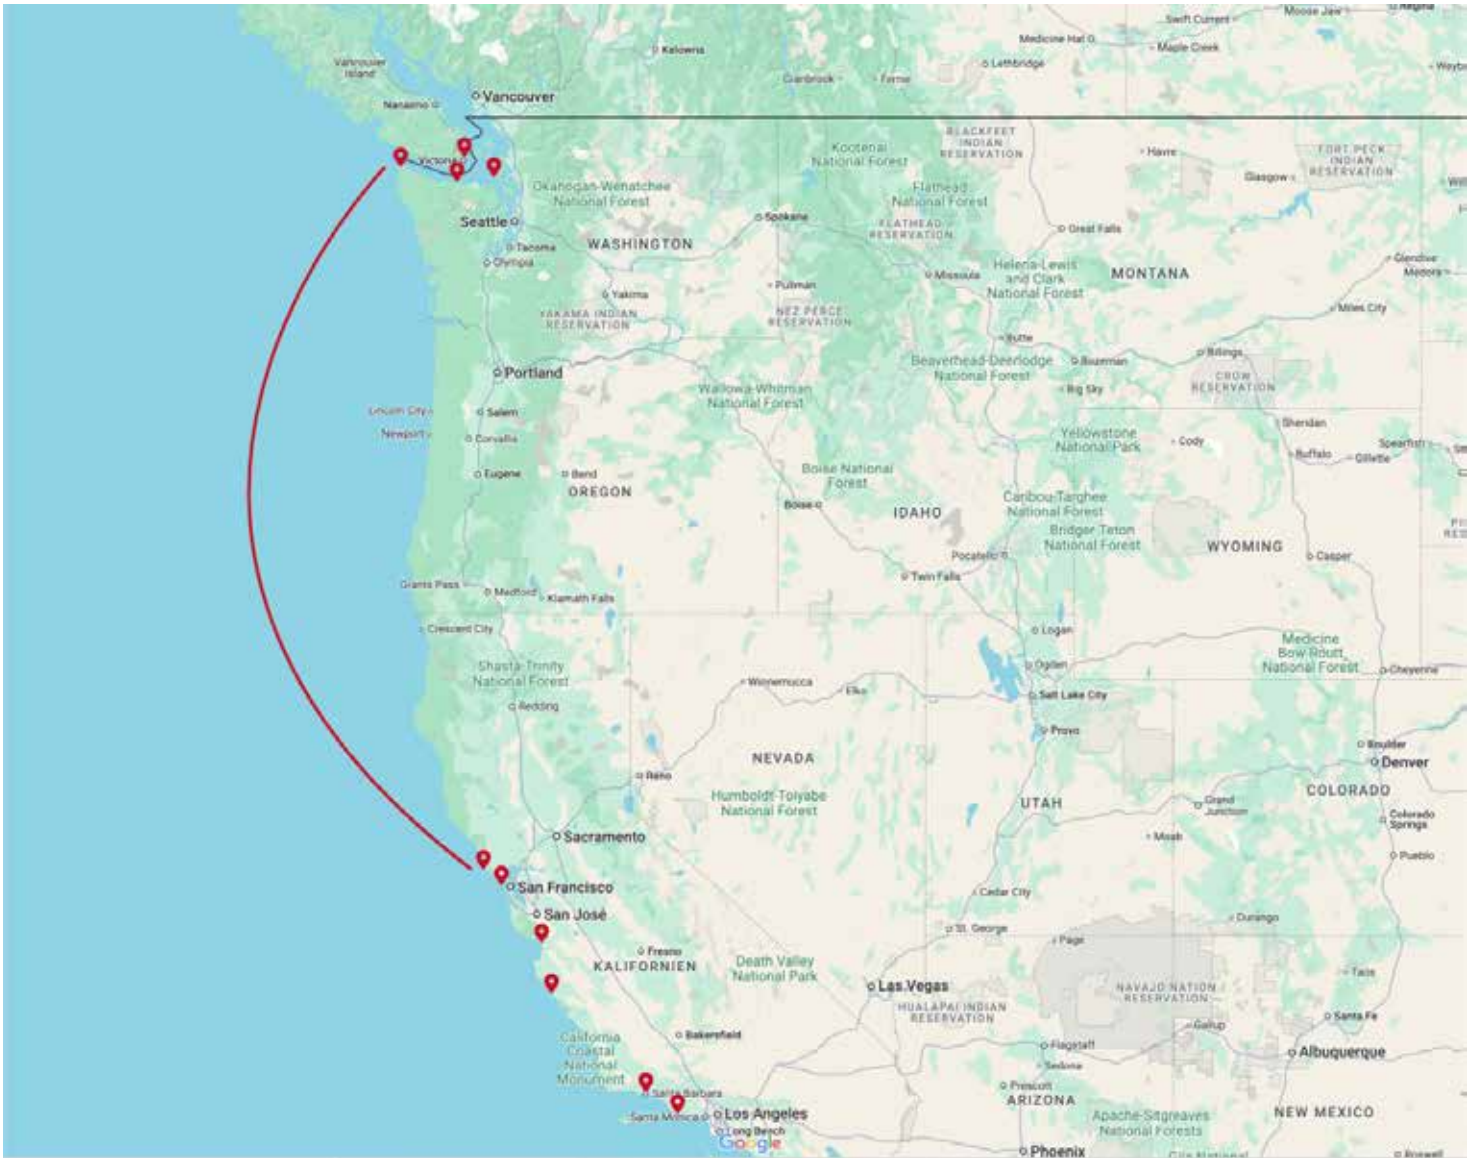 Moose Jaw
Regina
Swift Current
Medicine Hat
Maple Creek
Kelowna
Lethbridge
Vancouver
Island
Cranbrook
Fernie
Nanaimo
Vancouver
BLACKFEET
INDIAN
RESERVATION
Kootenai
National Forest
Havre
FORT PECK
INDIAN
RESERVATION
Victoria
Glasgow
Okanogan-Wenatchee
National Forest
Flathead
National Forest
Seattle
Spokane
FLATHEAD
RESERVATION
Great Falls
Tacoma
WASHINGTON
Olympia
Glendive
Medora
Missoula
Helena-Lewis
and Clark
National Forest
MONTANA
Pullman
Yakima
YAKAMA INDIAN
RESERVATION
NEZ PERCE
RESERVATION
Miles City
Butte
Beaverhead-Deerlodge
National Forest
Bozeman
Billings
Portland
CROW
RESERVATION
Wallowa-Whitman
National Forest
Big Sky
Lincoln City
Salem
Sheridan
Newport
Corvallis
Yellowstone
National Park
Cody
Buffalo
Gillette
Spearfish
Eugene
Bend
OREGON
Boise National
Forest
Boise
IDAHO
Caribou-Targhee
National Forest
Bridger Teton
National Forest
WYOMING
Pocatello
Casper
Twin Falls
Grants Pass
Medford
Klamath Falls
Crescent City
Logan
Medicine
Bow Routt
National Forest
Shasta-Trinity
National Forest
Ogden
Cheyenne
Winnemucca
Elko
Salt Lake City
Redding
Provo
Boulder
Denver
NEVADA
Reno
Humboldt-Toiyabe
National Forest
UTAH
Grand
Junction
COLORADO
Colorado
Springs
Sacramento
Moab
Pueblo
San Francisco
Cedar City
San José
St. George
Durango
Page
Fresno
KALIFORNIEN
Death Valley
National Park
Taos
Las Vegas
NAVAJO NATION
RESERVATION
HUALAPAI INDIAN
RESERVATION
Santa Fe
Gallup
Bakersfield
California
Coastal
National
Monument
Flagstaff
Albuquerque
Sedona
Prescott
ARIZONA
Santa Barbara
Santa Monica
Los Angeles
Long Beach
Google
Apache-Sitgreaves
National Forests
NEW MEXICO
Phoenix
Gila National
Roswell